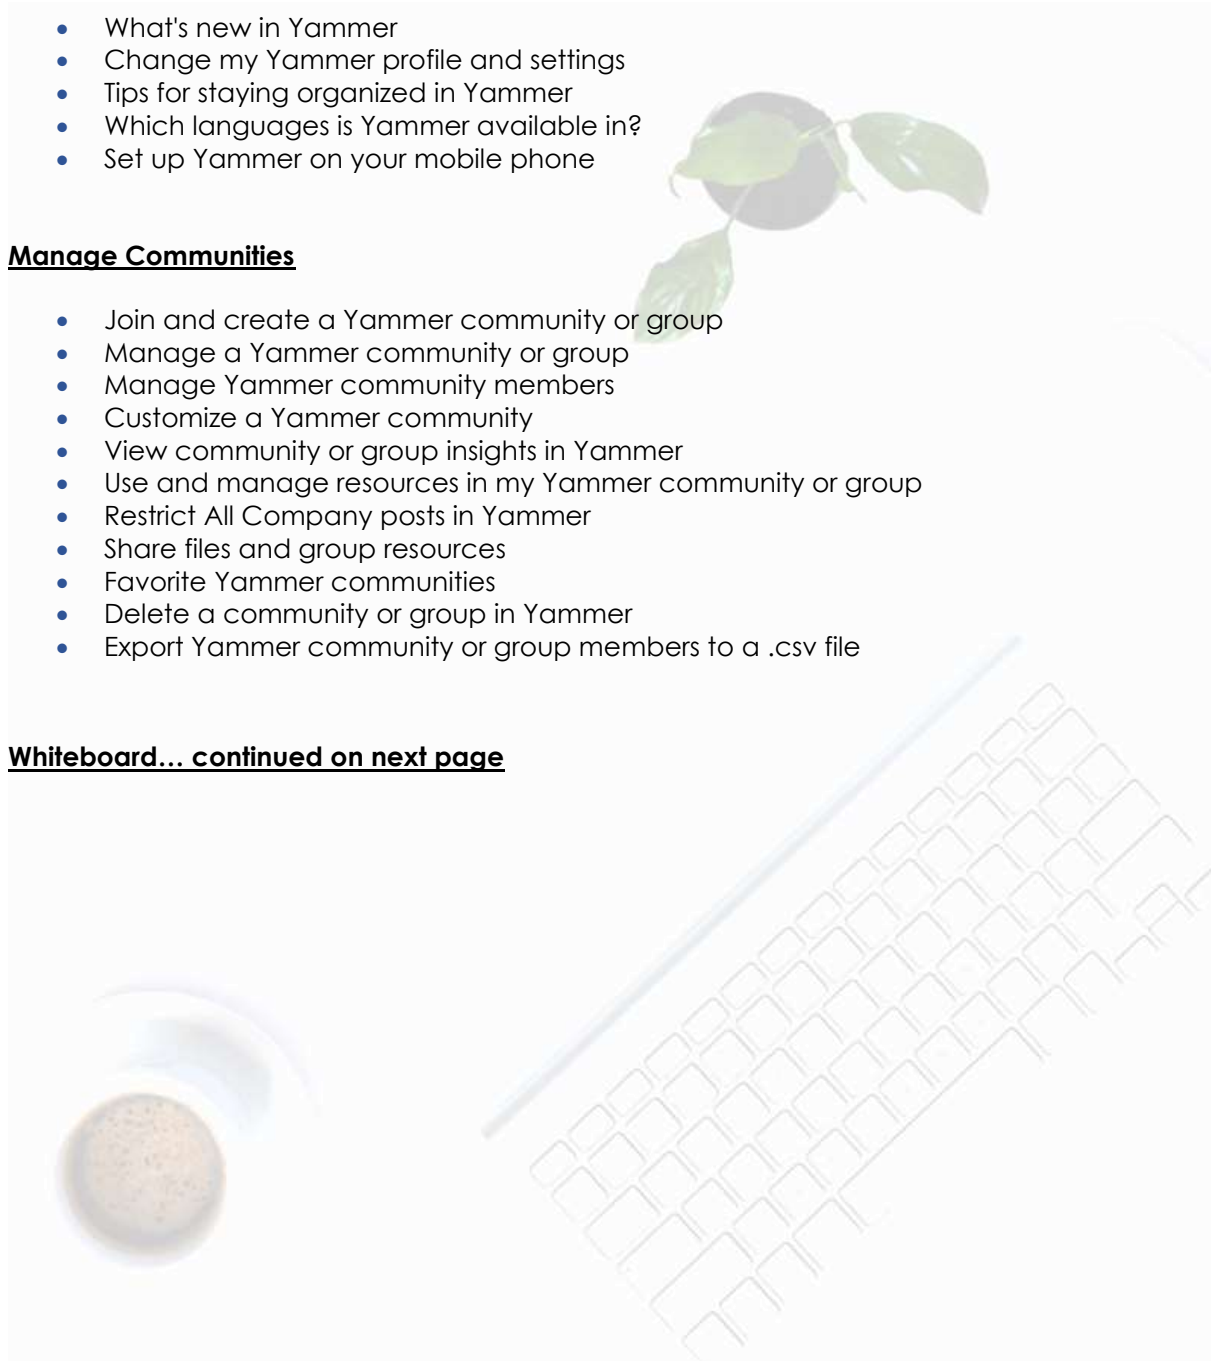 • What's new in Yammer
• Change my Yammer profile and settings
• Tips for staying organized in Yammer
• Which languages is Yammer available in?
• Set up Yammer on your mobile phone
Manage Communities
• Join and create a Yammer community or group
• Manage a Yammer community or group
• Manage Yammer community members
• Customize a Yammer community
• View community or group insights in Yammer
• Use and manage resources in my Yammer community or group
• Restrict All Company posts in Yammer
• Share files and group resources
• Favorite Yammer communities
• Delete a community or group in Yammer
• Export Yammer community or group members to a .csv file
Whiteboard… continued on next page